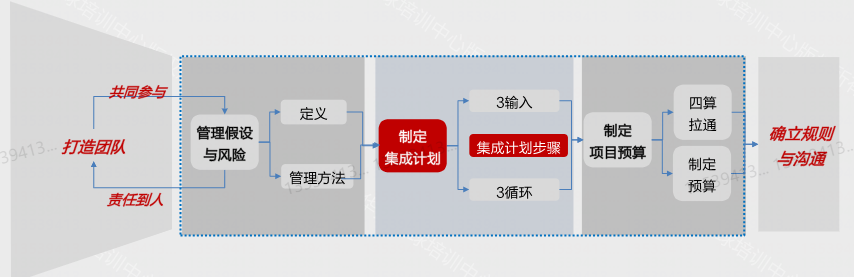 共同参与
打造团队
责任到人
管理假设
与风险
定义
管理方法
制定
集成计划
3输入
集成计划步骤
3循环
制定
项目预算
四算
拉通
制定
预算
确立规则
与沟通